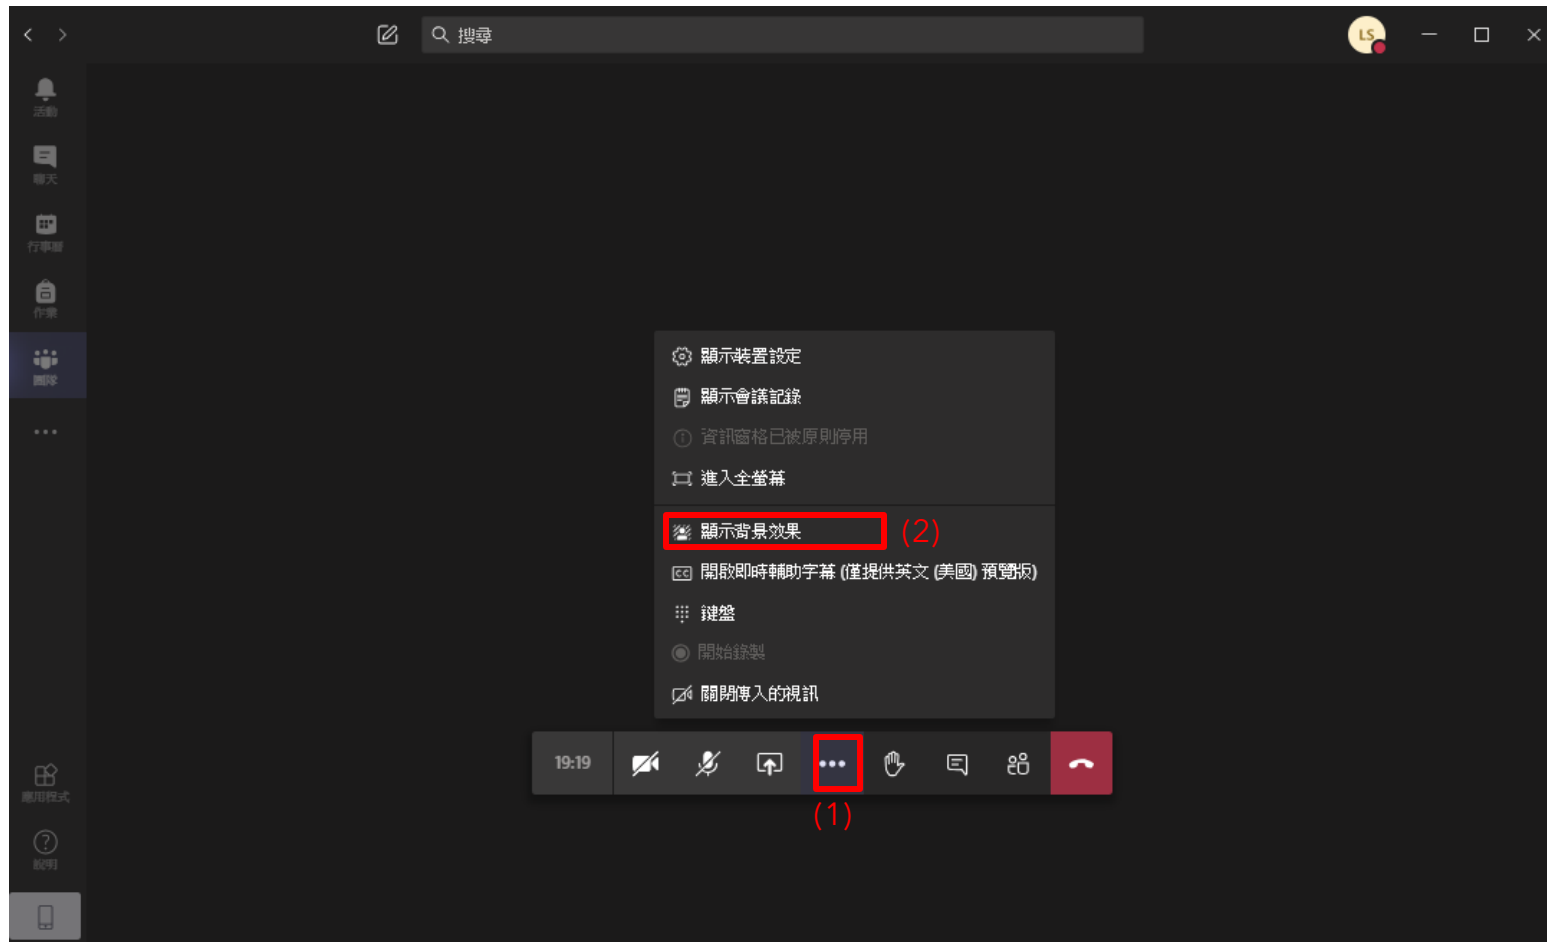 搜尋
LS
活動
聊天
行事曆
作業
團隊
顯示裝置設定
顯示會議記錄
資訊窗格已被原則停用
進入全螢幕
顯示背景效果
(2)
開啟即時輔助字幕 (僅提供英文 (美國) 預覽版)
鍵盤
開始錄製
關閉傳入的視訊
19:19
(1)
應用程式
說明